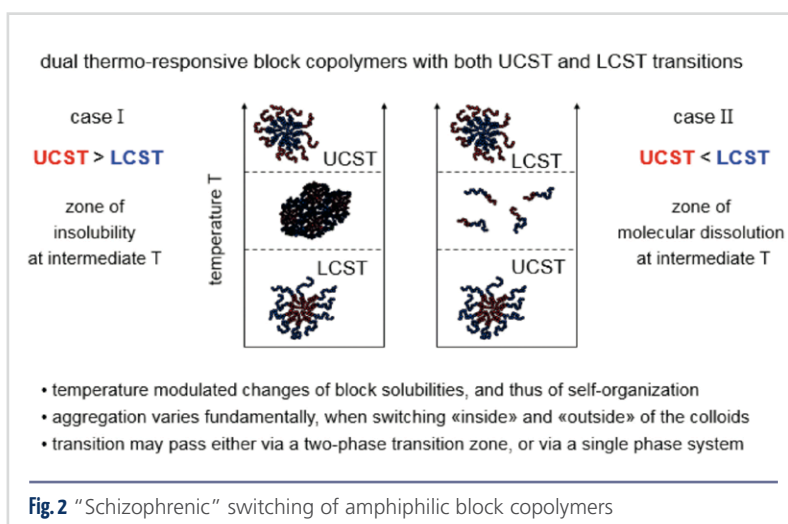 dual thermo-responsive block copolymers with both UCST and LCST transitions
case I
UCST > LCST
zone of
insolubility
at intermediate T
temperature T
UCST
LCST
LCST
UCST
case II
UCST < LCST
zone of
molecular dissolution
at intermediate T
• temperature modulated changes of block solubilities, and thus of self-organization
• aggregation varies fundamentally, when switching «inside» and «outside» of the colloids
• transition may pass either via a two-phase transition zone, or via a single phase system
Fig. 2 “Schizophrenic” switching of amphiphilic block copolymers